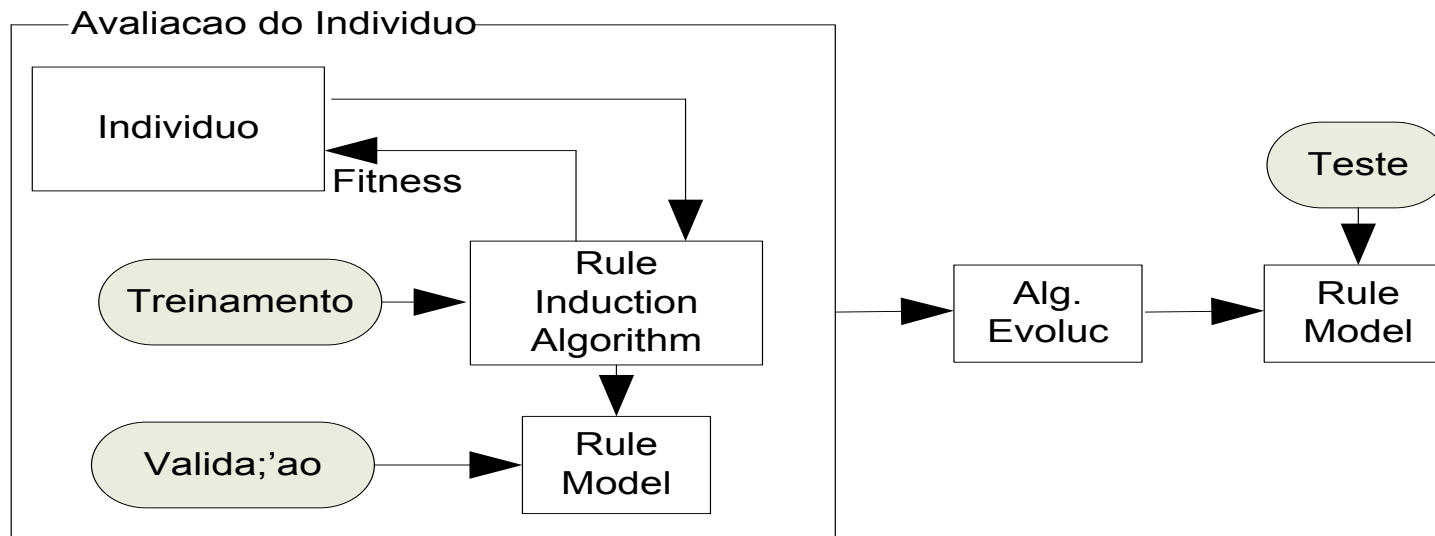 Avaliacao do Individuo
Individuo
Fitness
Teste
Treinamento
Rule
Induction
Algorithm
Alg.
Evoluc
Rule
Model
Valida;’ao
Rule
Model